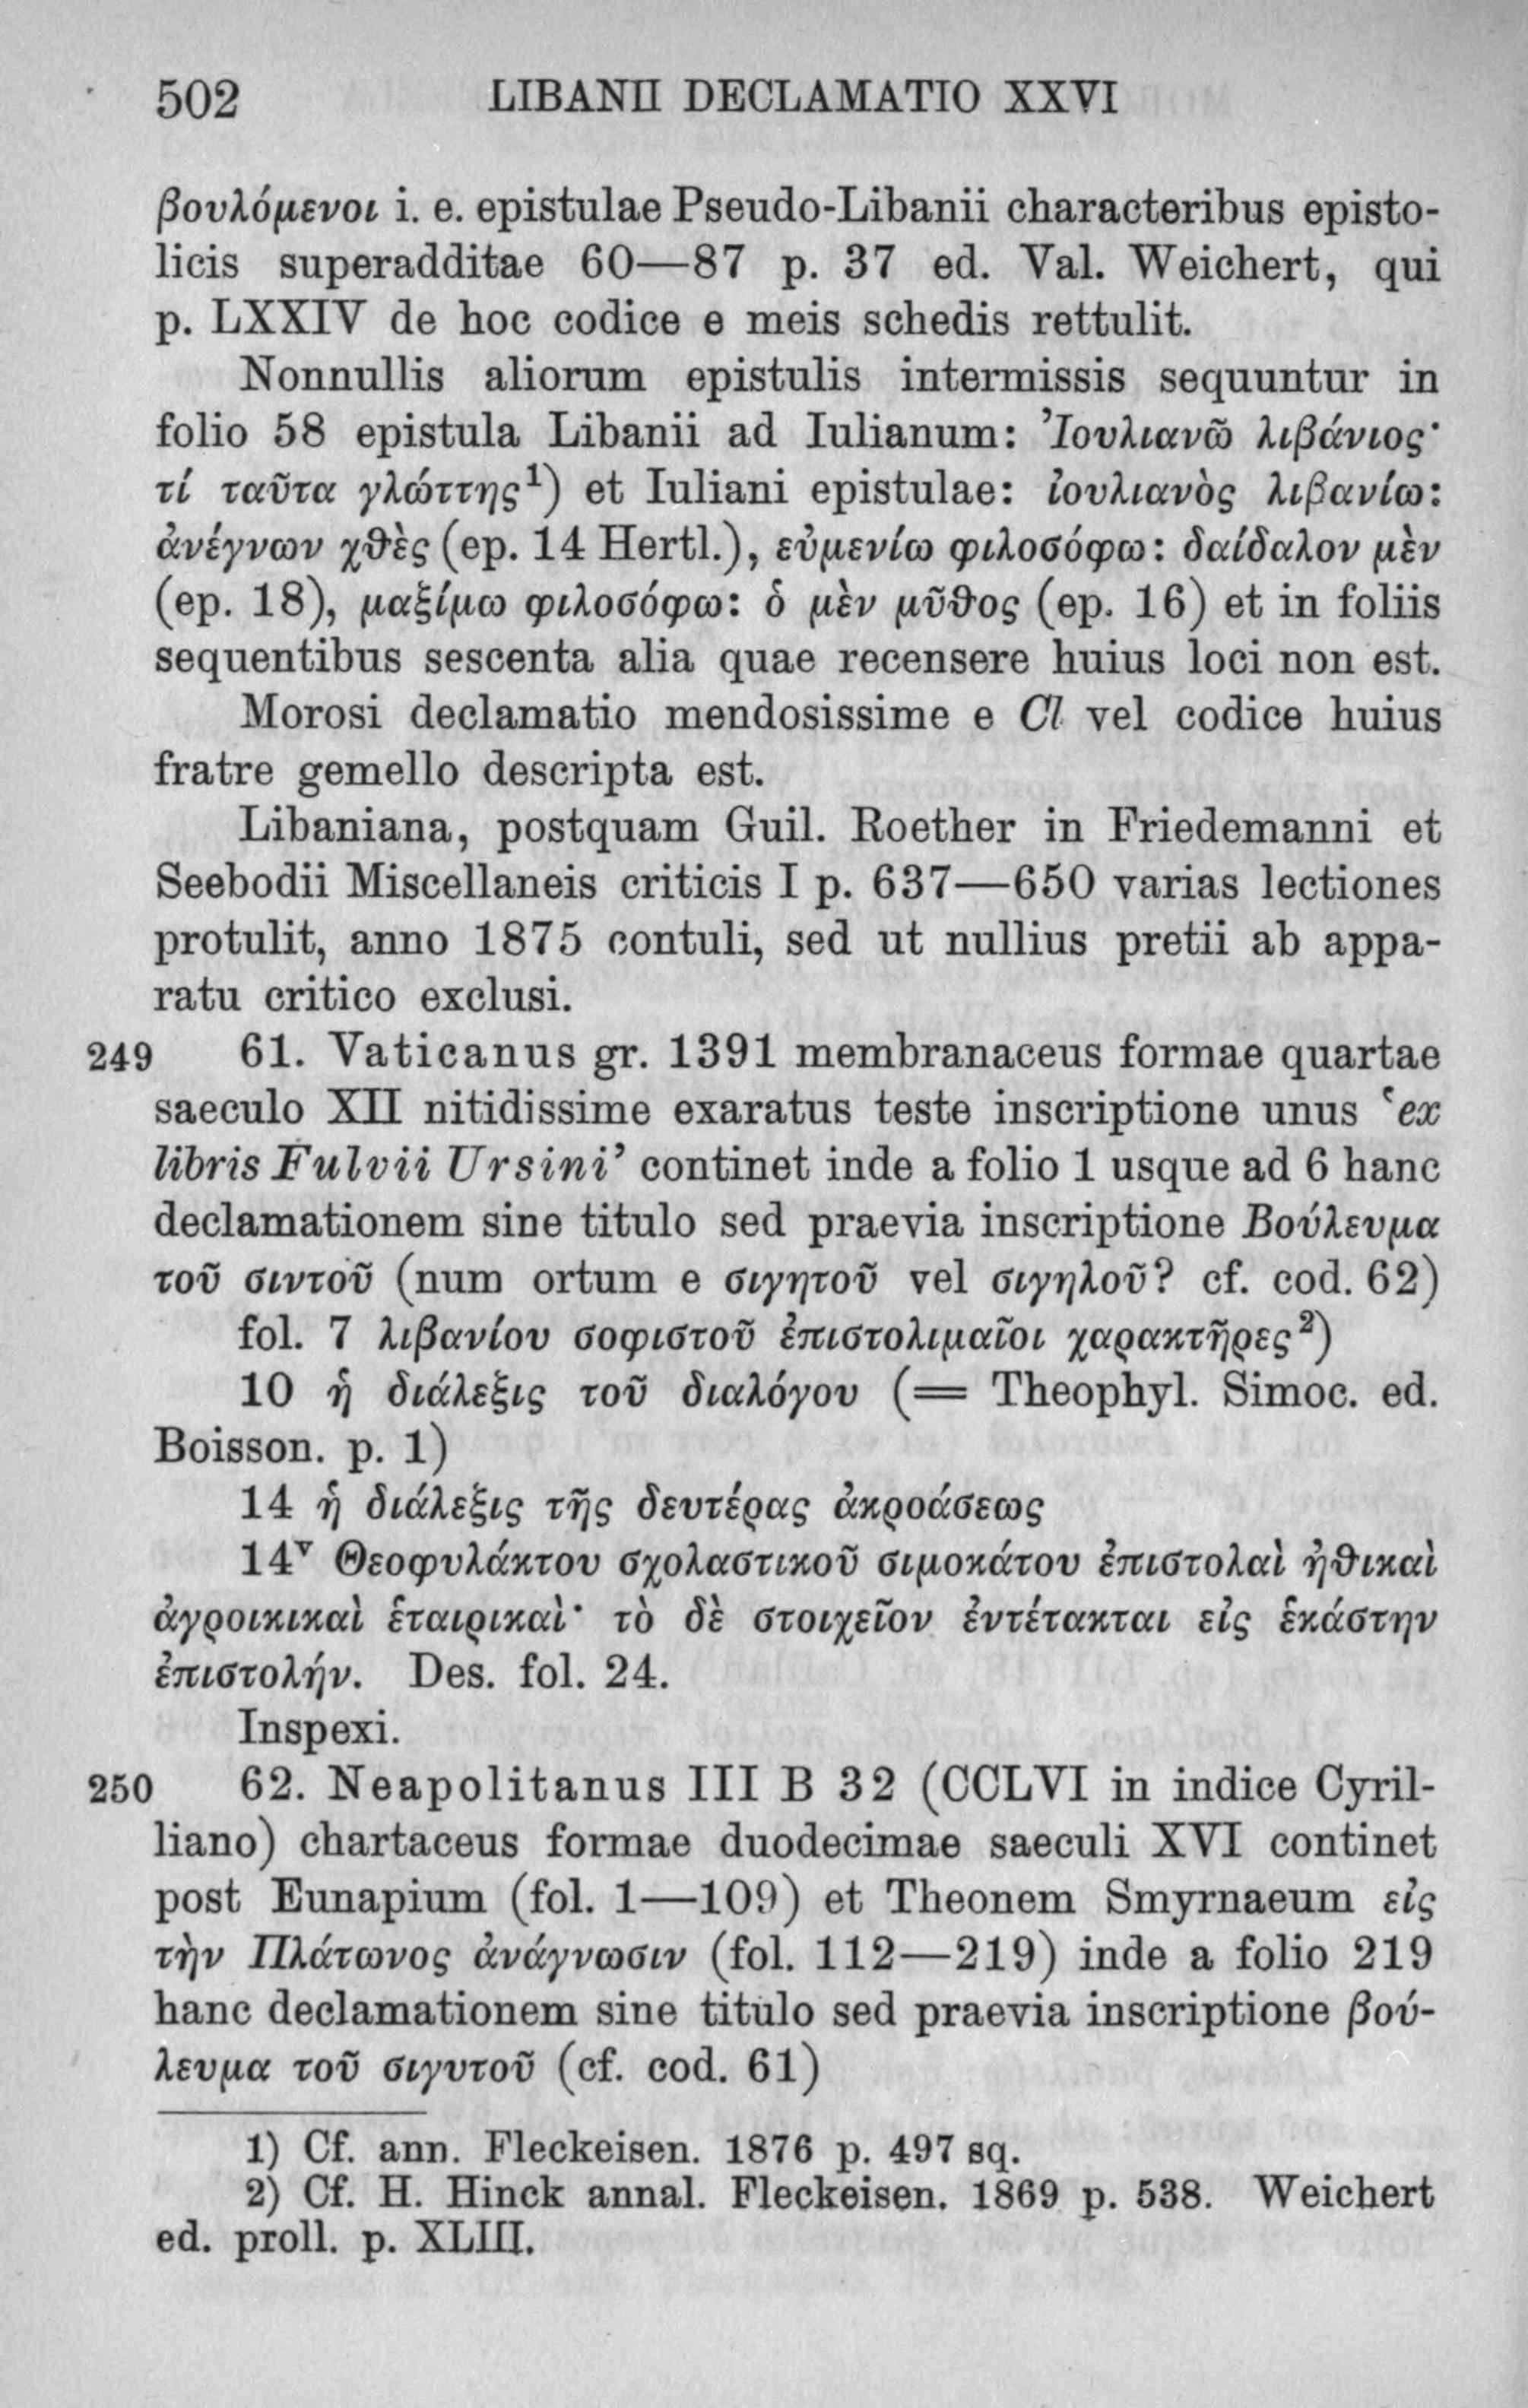 502 LIBANII DECLAMATIO XXVI
βουλόμενοι i. e. epistulae Pseudo-Libanii characteribus episto-
licis superadditae 60—87 p. 37 ed. Val. Weichert, qui
p. LXXIV de hoc codice e meis schedis rettulit.
Nonnullis aliorum epistulis intermissis sequuntur in
folio 58 epistula Libanii ad Iulianum: Ἰουλιανῶ λιβάνιος·
τί ταῦτα γλώττης¹) et Iuliani epistulae: ἰουλιανὸς λιβανίω:
ἀνέγνων χθὲς (ep. 14 Hertl.), εὐμενίω φιλοσόφω: δαίδαλον μὲν
(ep. 18), μαξίμω φιλοσόφω: ὁ μὲν μῦθος (ep. 16) et in foliis
sequentibus sescenta alia quae recensere huius loci non est.
Morosi declamatio mendosissime e Cl vel codice huius
fratre gemello descripta est.
Libaniana, postquam Guil. Roether in Friedemanni et
Seebodii Miscellaneis criticis I p. 637—650 varias lectiones
protulit, anno 1875 contuli, sed ut nullius pretii ab appa-
ratu critico exclusi.
249 61. Vaticanus gr. 1391 membranaceus formae quartae
saeculo XII nitidissime exaratus teste inscriptione unus ‘ex
libris Fulvii Ursini’ continet inde a folio 1 usque ad 6 hanc
declamationem sine titulo sed praevia inscriptione Βούλευμα
τοῦ σιντοῦ (num ortum e σιγητοῦ vel σιγηλοῦ? cf. cod. 62)
fol. 7 λιβανίου σοφιστοῦ ἐπιστολιμαῖοι χαρακτῆρες²)
10 ἡ διάλεξις τοῦ διαλόγου (= Theophyl. Simoc. ed.
Boisson. p. 1)
14 ἡ διάλεξις τῆς δευτέρας ἀκροάσεως
14ᵛ Θεοφυλάκτου σχολαστικοῦ σιμοκάτου ἐπιστολαὶ ἠθικαὶ
ἀγροικικαὶ ἑταιρικαὶ· τὸ δὲ στοιχεῖον ἐντέτακται εἰς ἑκάστην
ἐπιστολήν. Des. fol. 24.
Inspexi.
250 62. Neapolitanus III B 32 (CCLVI in indice Cyril-
liano) chartaceus formae duodecimae saeculi XVI continet
post Eunapium (fol. 1—109) et Theonem Smyrnaeum εἰς
τὴν Πλάτωνος ἀνάγνωσιν (fol. 112—219) inde a folio 219
hanc declamationem sine titulo sed praevia inscriptione βού-
λευμα τοῦ σιγυτοῦ (cf. cod. 61)
1) Cf. ann. Fleckeisen. 1876 p. 497 sq.
2) Cf. H. Hinck annal. Fleckeisen. 1869 p. 538. Weichert
ed. proll. p. XLIII.